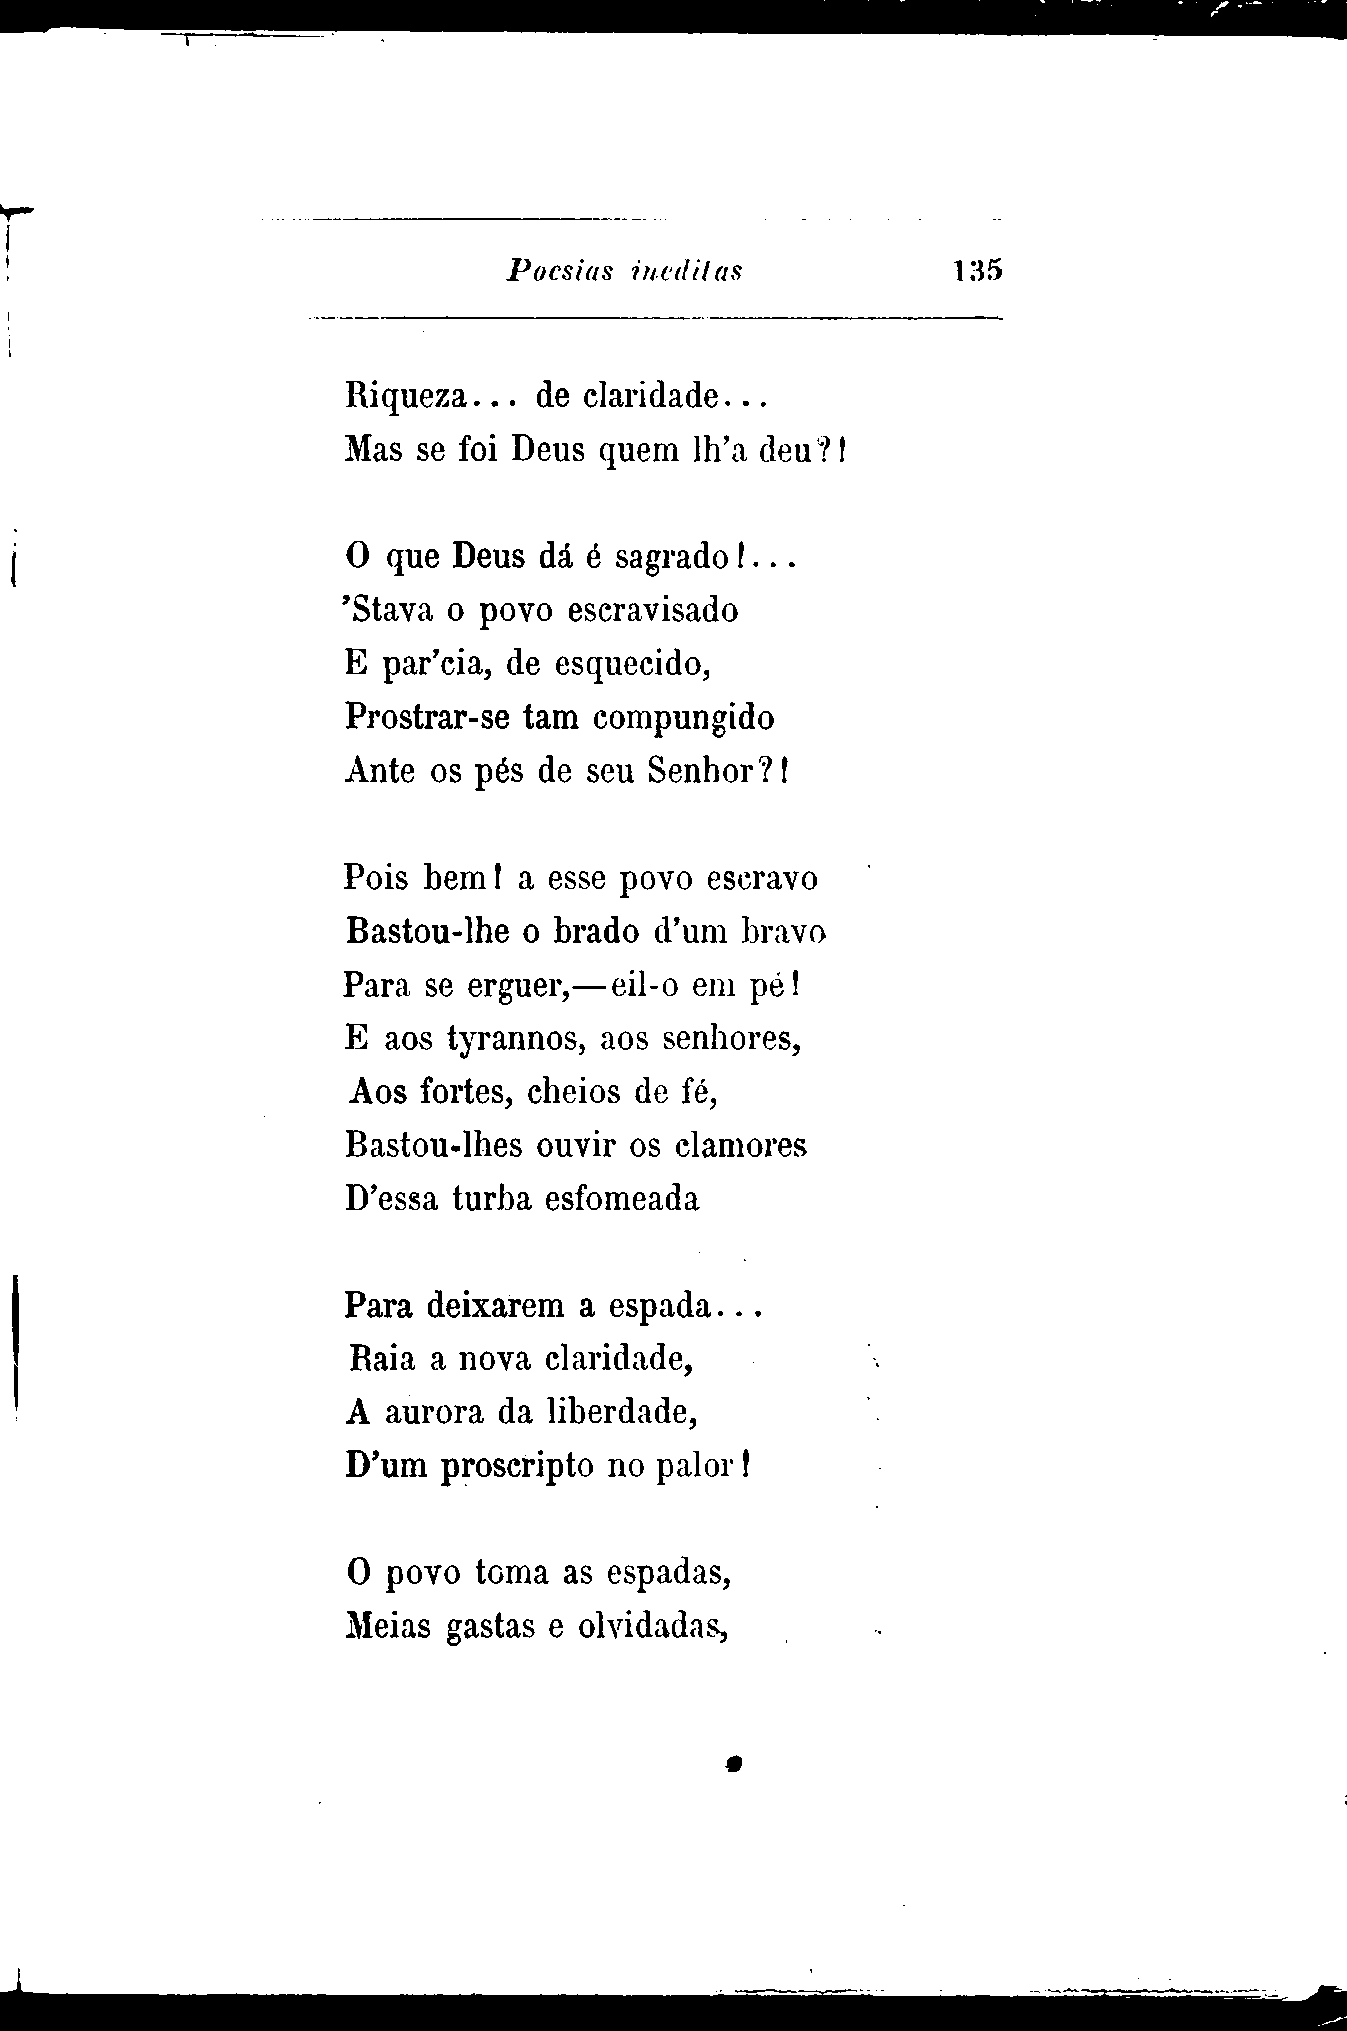 Poesias ineditas 135
Riqueza... de claridade...
Mas se foi Deus quem lh'a deu?!
O que Deus dá é sagrado!...
'Stava o povo escravisado
E par'cia, de esquecido,
Prostrar-se tam compungido
Ante os pés de seu Senhor?!
Pois bem! a esse povo escravo
Bastou-lhe o brado d'um bravo
Para se erguer,—eil-o em pé!
E aos tyrannos, aos senhores,
Aos fortes, cheios de fé,
Bastou-lhes ouvir os clamores
D'essa turba esfomeada
Para deixarem a espada...
Raia a nova claridade,
A aurora da liberdade,
D'um proscripto no palor!
O povo toma as espadas,
Meias gastas e olvidadas,